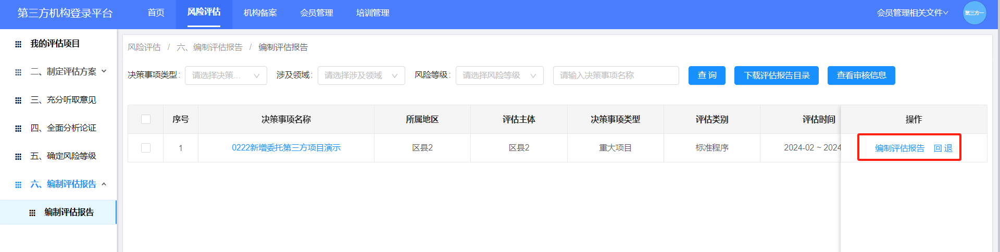 第三方机构登录平台 首页 风险评估 机构备案 会员管理 培训管理 会员管理相关文件 第三方一
我的评估项目
二、制定评估方案
三、充分听取意见
四、全面分析论证
五、确定风险等级
六、编制评估报告
编制评估报告
风险评估 / 六、编制评估报告 / 编制评估报告
决策事项类型: 请选择决策... 涉及领域: 请选择涉及领域 风险等级: 请选择风险等级 请输入决策事项名称 查 询 下载评估报告目录 查看审核信息
序号 决策事项名称 所属地区 评估主体 决策事项类型 评估类别 评估时间 操作
1 0222新增委托第三方项目演示 区县2 区县2 重大项目 标准程序 2024-02 ~ 2024 编制评估报告 回 退